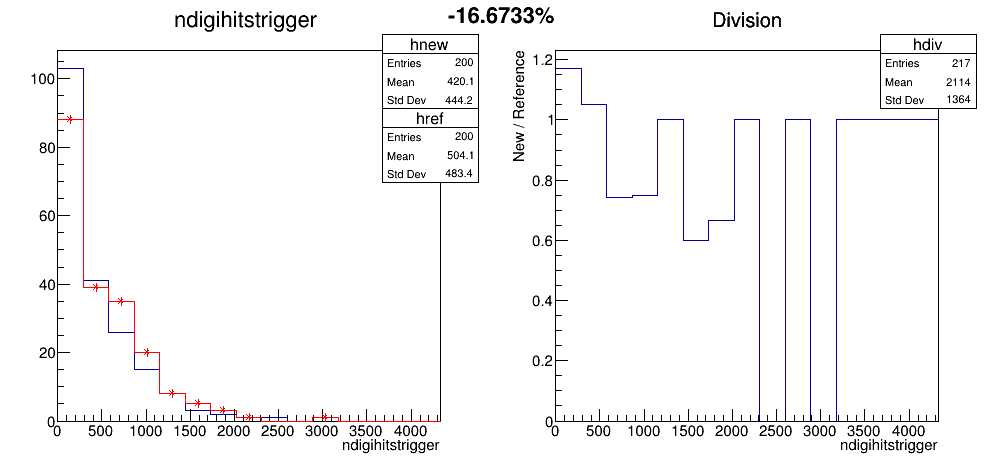 -16.6733%
ndigihitstrigger
hnew
Entries 200
Mean 420.1
Std Dev 444.2
href
Entries 200
Mean 504.1
Std Dev 483.4
100
80
60
40
20
0
0 500 1000 1500 2000 2500 3000 3500 4000
ndigihitstrigger
Division
hdiv
Entries 217
Mean 2114
Std Dev 1364
New / Reference
1.2
1
0.8
0.6
0.4
0.2
0
0 500 1000 1500 2000 2500 3000 3500 4000
ndigihitstrigger